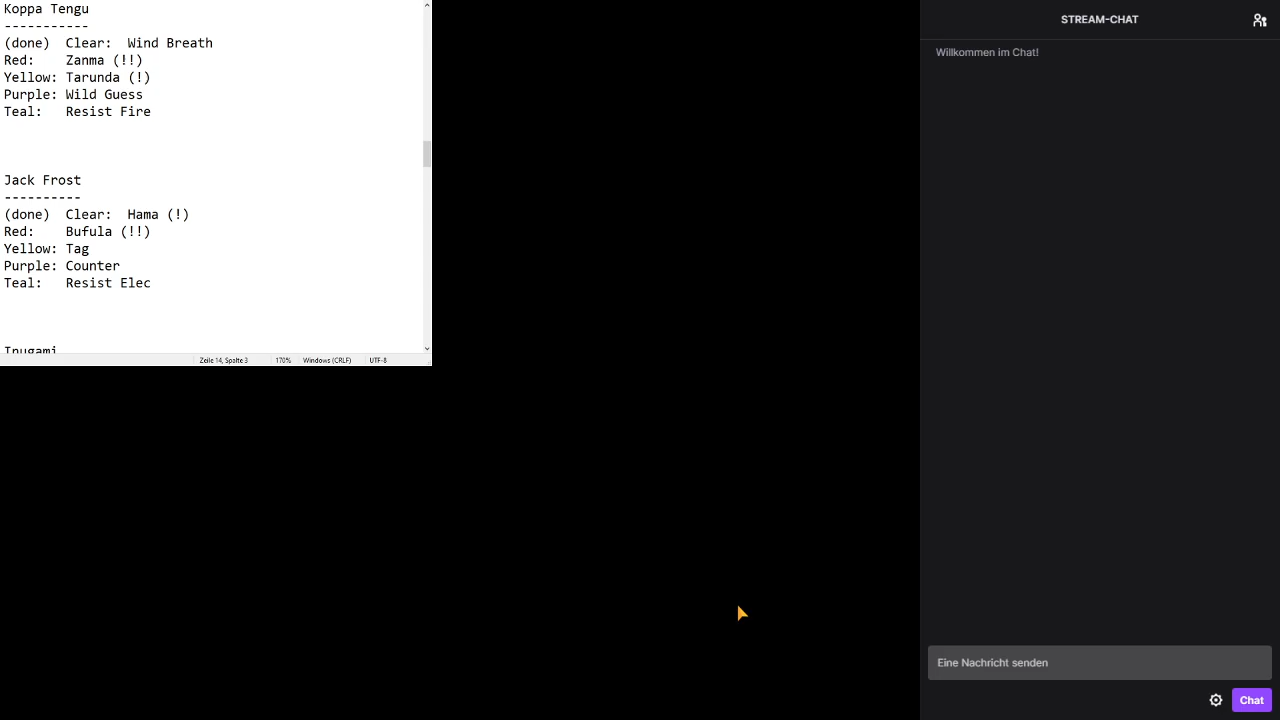 Koppa Tengu
-----------
(done)  Clear:  Wind Breath
Red:    Zanma (!!)
Yellow: Tarunda (!)
Purple: Wild Guess
Teal:   Resist Fire
Jack Frost
----------
(done)  Clear:  Hama (!)
Red:    Bufula (!!)
Yellow: Tag
Purple: Counter
Teal:   Resist Elec
Inugami
Zeile 14, Spalte 3
170%
Windows (CRLF)
UTF-8
STREAM-CHAT
Willkommen im Chat!
Eine Nachricht senden
Chat